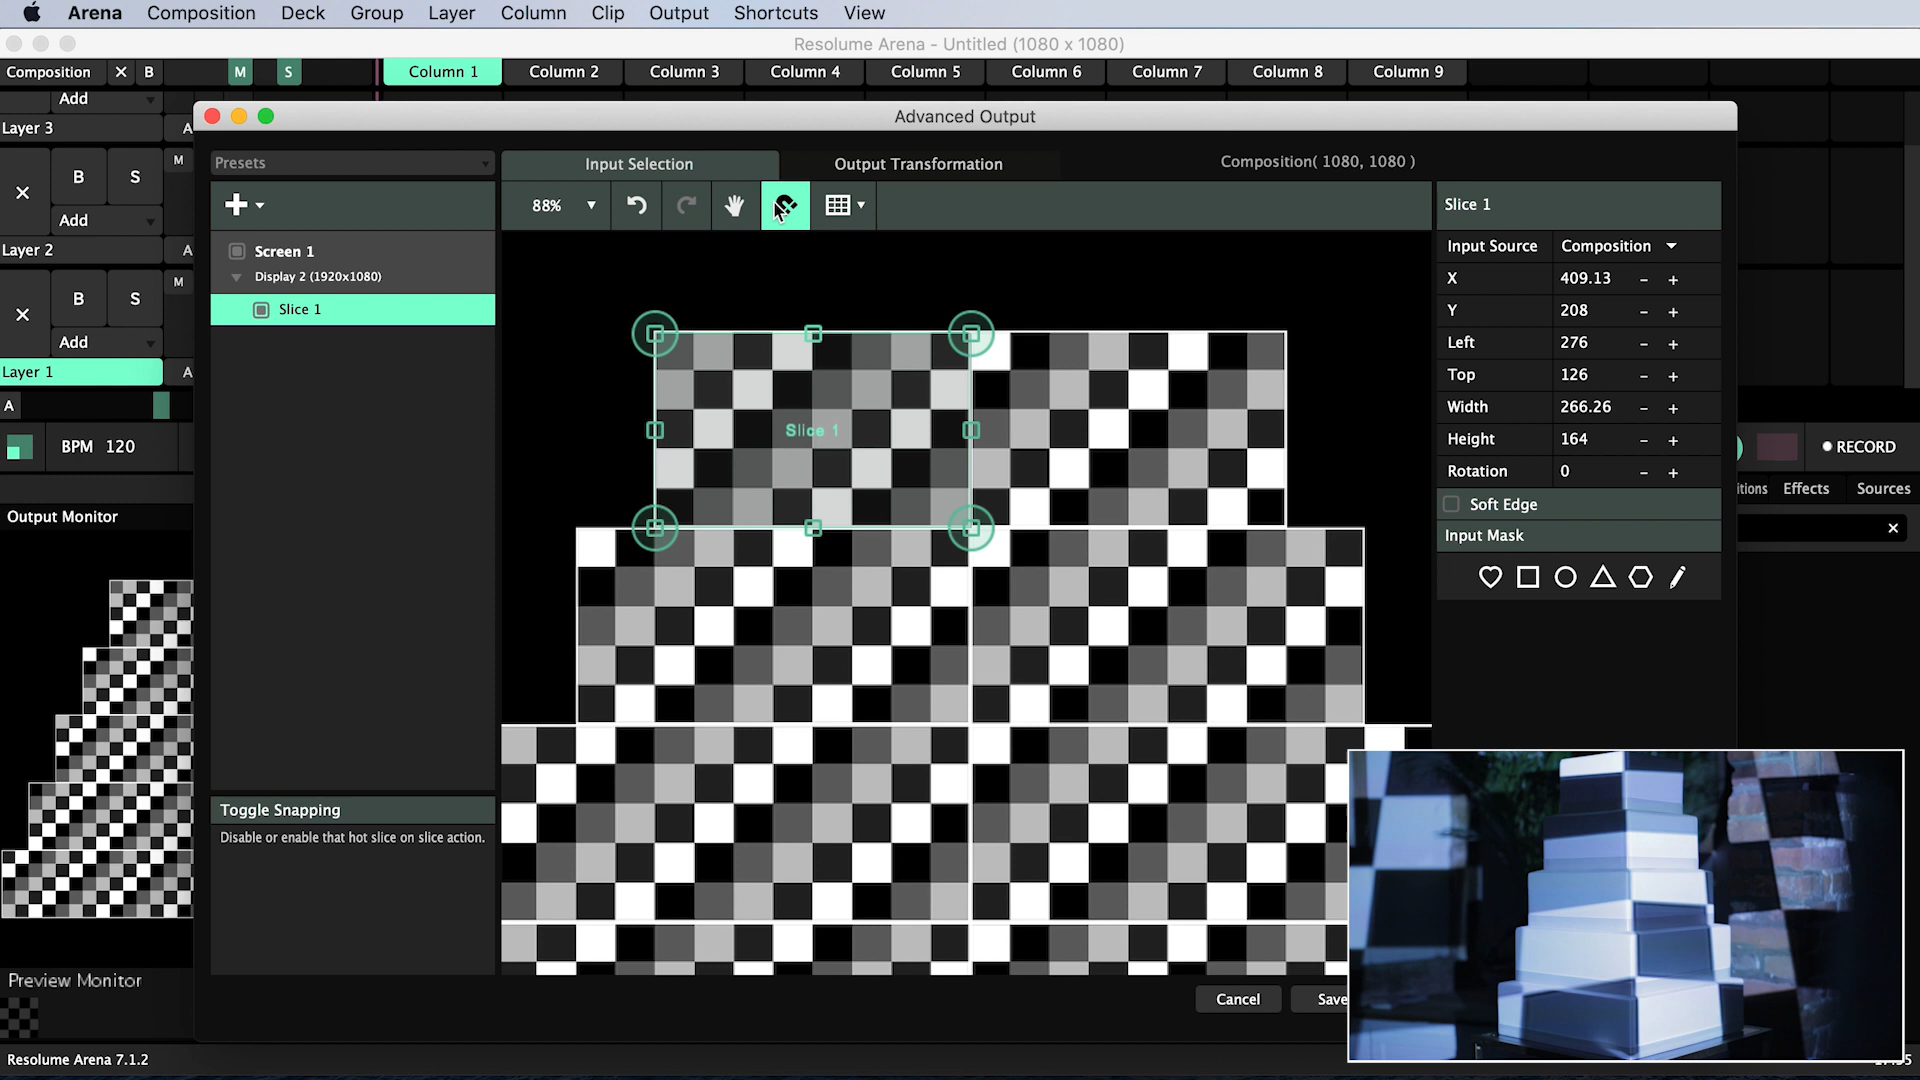 Arena Composition Deck Group Layer Column Clip Output Shortcuts View
Resolume Arena - Untitled (1080 x 1080)
Composition B M S Column 1 Column 2 Column 3 Column 4 Column 5 Column 6 Column 7 Column 8 Column 9
Add
Layer 3 A
Advanced Output
Presets
Input Selection
Output Transformation
Composition( 1080, 1080 )
M
B S
Add
Layer 2 A
88%
Slice 1
Screen 1
Display 2 (1920x1080)
Slice 1
Input Source Composition
X 409.13 - +
Y 208 - +
Left 276 - +
Top 126 - +
Width 266.26 - +
Height 164 - +
Rotation 0 - +
Soft Edge
Input Mask
M
B S
Add
Layer 1 A
A
BPM 120
Slice 1
RECORD
itions Effects Sources
Output Monitor
Toggle Snapping
Disable or enable that hot slice on slice action.
Preview Monitor
Cancel
Save
Resolume Arena 7.1.2